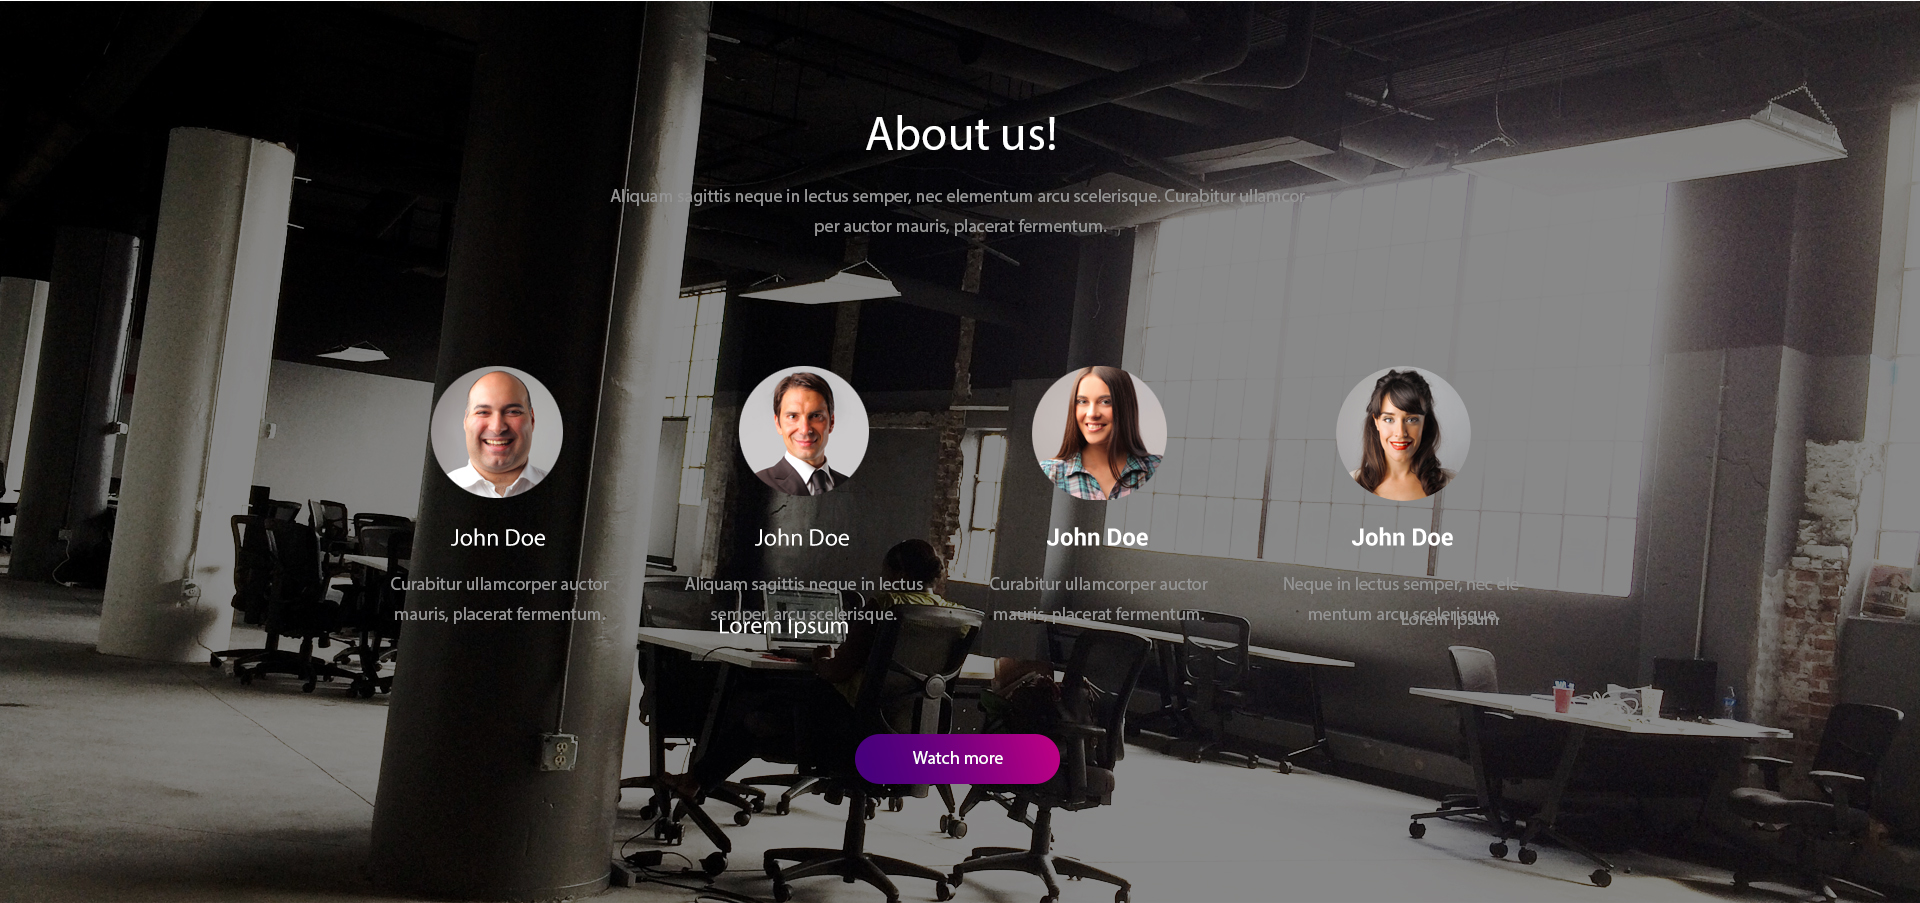 About us!
Aliquam sagittis neque in lectus semper, nec elementum arcu scelerisque. Curabitur ullamcor-
per auctor mauris, placerat fermentum.
John Doe
John Doe
John Doe
John Doe
Curabitur ullamcorper auctor
mauris, placerat fermentum.
Aliquam sagittis neque in lectus
semper, arcu scelerisque.
Lorem Ipsum
Curabitur ullamcorper auctor
mauris, placerat fermentum.
Neque in lectus semper, nec ele-
mentum arcu scelerisque.
Lorem Ipsum
Watch more